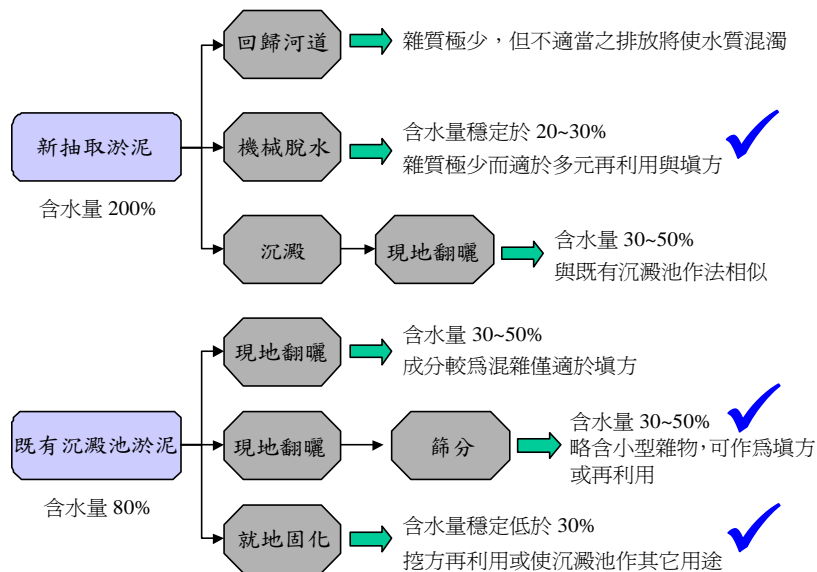 回歸河道
雜質極少，但不適當之排放將使水質混濁
新抽取淤泥
含水量 200%
機械脫水
含水量穩定於 20~30%
雜質極少而適於多元再利用與填方
沉澱
現地翻曬
含水量 30~50%
與既有沉澱池作法相似
現地翻曬
含水量 30~50%
成分較爲混雜僅適於填方
既有沉澱池淤泥
含水量 80%
現地翻曬
篩分
含水量 30~50%
略含小型雜物，可作爲填方
或再利用
就地固化
含水量穩定低於 30%
挖方再利用或使沉澱池作其它用途